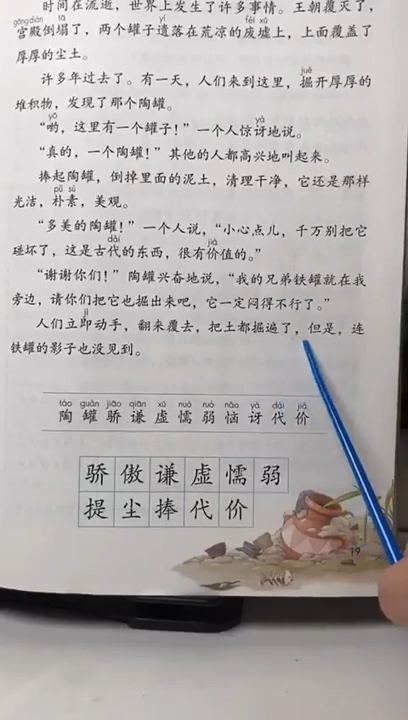 时间在流逝，世界上发生了许多事情。王朝覆灭了，
gōng diàn tā yí fèi xū
宫殿倒塌了，两个罐子遗落在荒凉的废墟上，上面覆盖了
厚厚的尘土。
jué
许多年过去了。有一天，人们来到这里，掘开厚厚的
堆积物，发现了那个陶罐。
yō yà
“哟，这里有一个罐子！”一个人惊讶地说。
“真的，一个陶罐！”其他的人都高兴地叫起来。
捧起陶罐，倒掉里面的泥土，清理干净，它还是那样
pǔ sù
光洁，朴素，美观。
“多美的陶罐！”一个人说，“小心点儿，千万别把它
dài jià
碰坏了，这是古代的东西，很有价值的。”
“谢谢你们！”陶罐兴奋地说，“我的兄弟铁罐就在我
旁边，请你们把它也掘出来吧，它一定闷得不行了。”
jí
人们立即动手，翻来覆去，把土都掘遍了，但是，连
铁罐的影子也没见到。
táo guàn jiāo qiān xū nuò ruò nǎo yà dài jià
陶 罐 骄 谦 虚 懦 弱 恼 讶 代 价
骄 傲 谦 虚 懦 弱
提 尘 捧 代 价
19